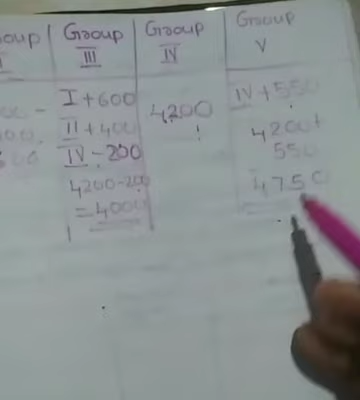 Group
III
I + 600
II + 400
IV - 200
4200-200
= 4000
Group
IV
4200
Group
V
IV + 550
4200+
550
4750